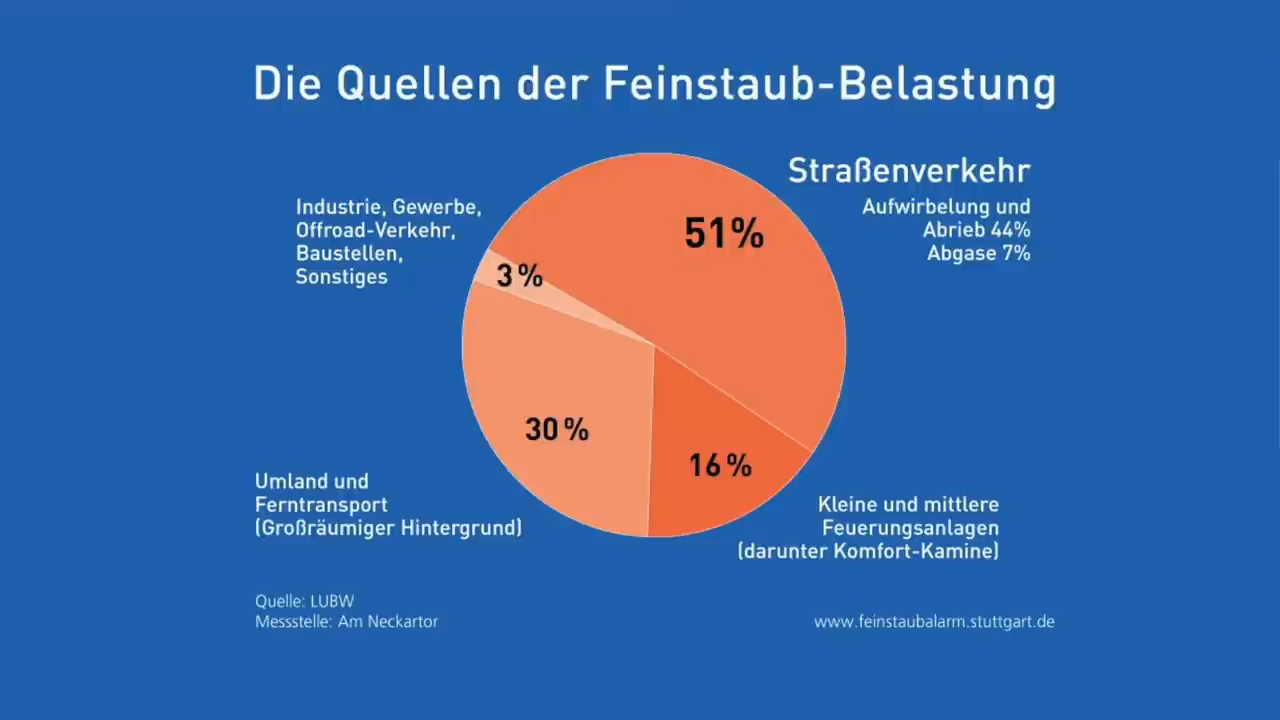 Die Quellen der Feinstaub-Belastung
Straßenverkehr
Aufwirbelung und
Abrieb 44%
Abgase 7%
51%
Industrie, Gewerbe,
Offroad-Verkehr,
Baustellen,
Sonstiges
3%
30%
16%
Umland und
Ferntransport
(Großräumiger Hintergrund)
Kleine und mittlere
Feuerungsanlagen
(darunter Komfort-Kamine)
Quelle: LUBW
Messstelle: Am Neckartor
www.feinstaubalarm.stuttgart.de